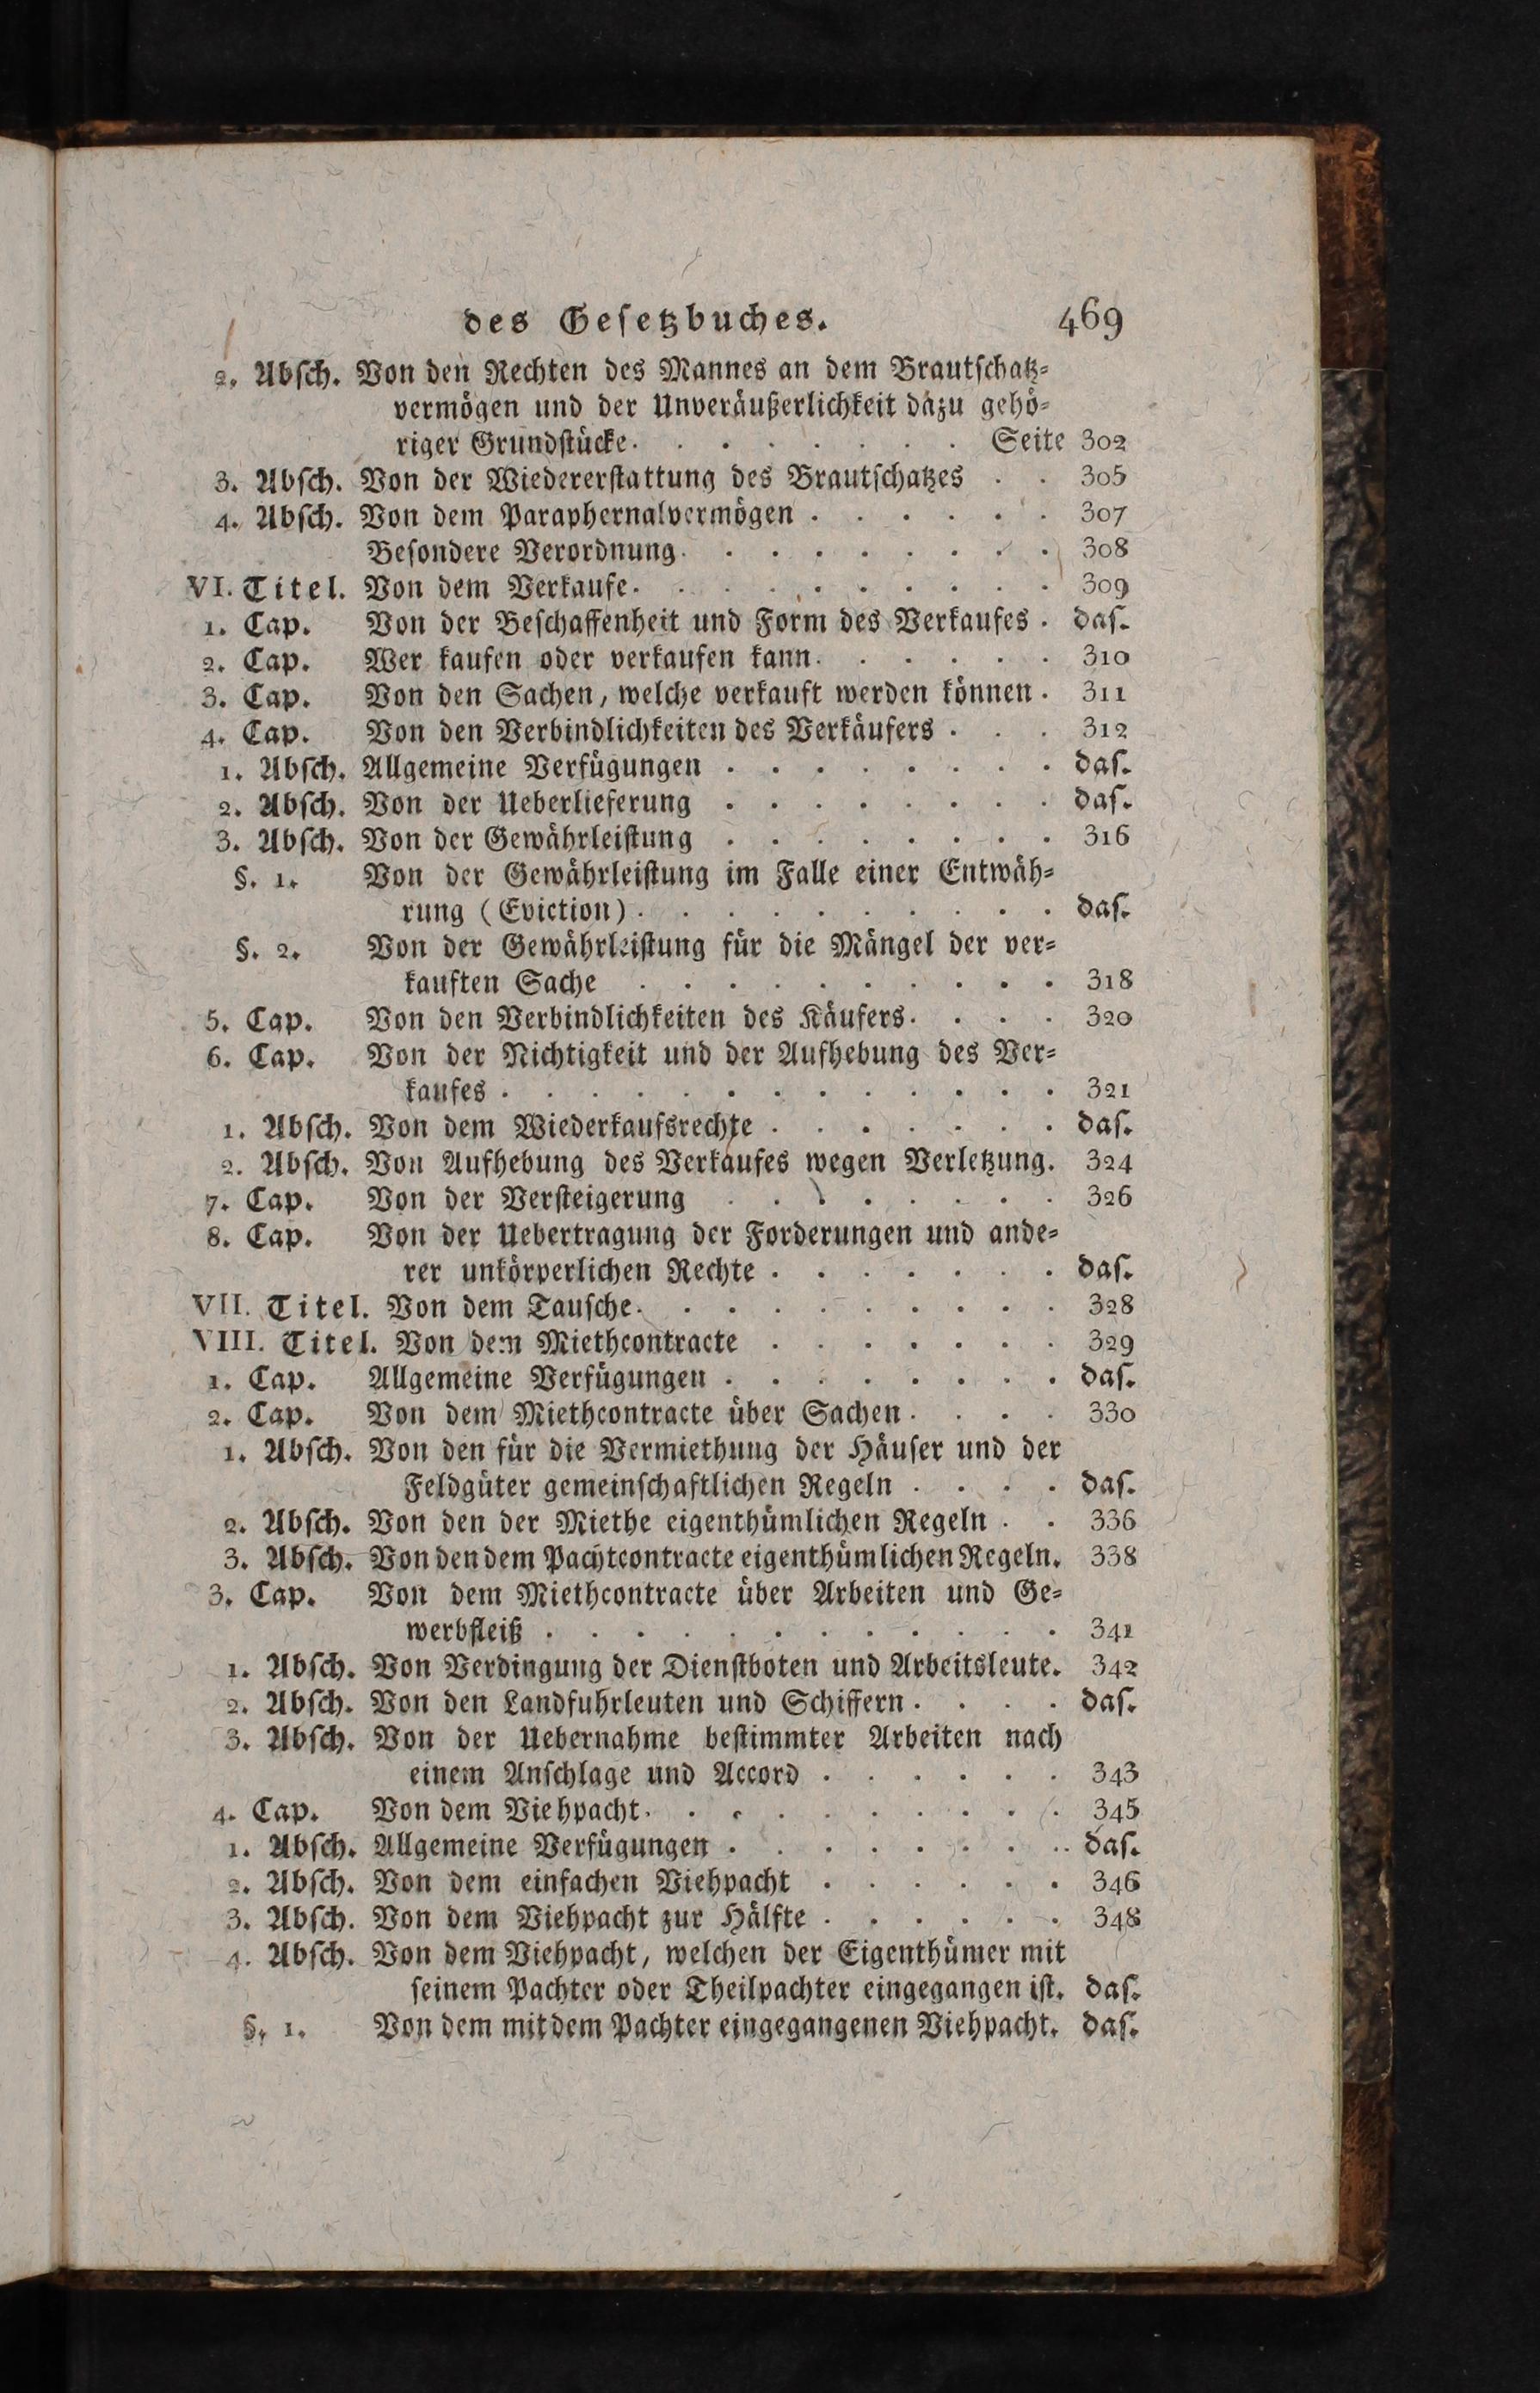 des Geſetzbuches. 469
2. Abſch. Von den Rechten des Mannes an dem Brautſchatz-
vermögen und der Unveräußerlichkeit dazu gehö-
riger Grundſtücke. . . . . . . . Seite 302
3. Abſch. Von der Wiedererſtattung des Brautſchatzes . . 305
4. Abſch. Von dem Paraphernalvermögen . . . . . . 307
Beſondere Verordnung. . . . . . . . . 308
VI. Titel. Von dem Verkaufe. . . . . . . . . . 309
1. Cap. Von der Beſchaffenheit und Form des Verkaufes . daſ.
2. Cap. Wer kaufen oder verkaufen kann. . . . . . 310
3. Cap. Von den Sachen, welche verkauft werden können . 311
4. Cap. Von den Verbindlichkeiten des Verkäufers . . . 312
1. Abſch. Allgemeine Verfügungen . . . . . . . . daſ.
2. Abſch. Von der Ueberlieferung . . . . . . . . daſ.
3. Abſch. Von der Gewährleiſtung . . . . . . . . 316
§. 1. Von der Gewährleiſtung im Falle einer Entwäh-
rung (Eviction) . . . . . . . . . . daſ.
§. 2. Von der Gewährleiſtung für die Mängel der ver-
kauften Sache . . . . . . . . . . 318
5. Cap. Von den Verbindlichkeiten des Käufers. . . . 320
6. Cap. Von der Nichtigkeit und der Aufhebung des Ver-
kaufes . . . . . . . . . . . . . 321
1. Abſch. Von dem Wiederkaufsrechte . . . . . . . daſ.
2. Abſch. Von Aufhebung des Verkaufes wegen Verletzung. 324
7. Cap. Von der Verſteigerung . . . . . . . . 326
8. Cap. Von der Uebertragung der Forderungen und ande-
rer unkörperlichen Rechte . . . . . . . daſ.
VII. Titel. Von dem Tauſche. . . . . . . . . . 328
VIII. Titel. Von dem Miethcontracte . . . . . . . 329
1. Cap. Allgemeine Verfügungen . . . . . . . . daſ.
2. Cap. Von dem Miethcontracte über Sachen . . . . 330
1. Abſch. Von den für die Vermiethung der Häuſer und der
Feldgüter gemeinſchaftlichen Regeln . . . . daſ.
2. Abſch. Von den der Miethe eigenthümlichen Regeln . . 336
3. Abſch. Von den dem Pachtcontracte eigenthümlichen Regeln. 338
3. Cap. Von dem Miethcontracte über Arbeiten und Ge-
werbfleiß . . . . . . . . . . . . 341
1. Abſch. Von Verdingung der Dienſtboten und Arbeitsleute. 342
2. Abſch. Von den Landfuhrleuten und Schiffern . . . . daſ.
3. Abſch. Von der Uebernahme beſtimmter Arbeiten nach
einem Anſchlage und Accord . . . . . . 343
4. Cap. Von dem Viehpacht. . . . . . . . . . 345
1. Abſch. Allgemeine Verfügungen . . . . . . . . daſ.
2. Abſch. Von dem einfachen Viehpacht . . . . . . 346
3. Abſch. Von dem Viehpacht zur Hälfte . . . . . . 348
4. Abſch. Von dem Viehpacht, welchen der Eigenthümer mit
ſeinem Pachter oder Theilpachter eingegangen iſt. daſ.
§. 1. Von dem mit dem Pachter eingegangenen Viehpacht. daſ.